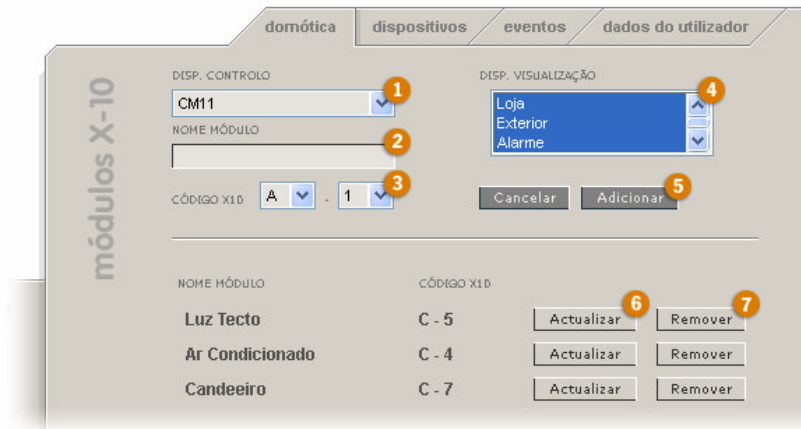 domótica dispositivos eventos dados do utilizador
módulos X-10
DISP. CONTROLO
CM11 1
NOME MÓDULO
2
CÓDIGO X10 A . 1 3
DISP. VISUALIZAÇÃO
Loja 4
Exterior
Alarme
Cancelar Adicionar 5
NOME MÓDULO CÓDIGO X10
6 7
Luz Tecto C - 5 Actualizar Remover
Ar Condicionado C - 4 Actualizar Remover
Candeeiro C - 7 Actualizar Remover